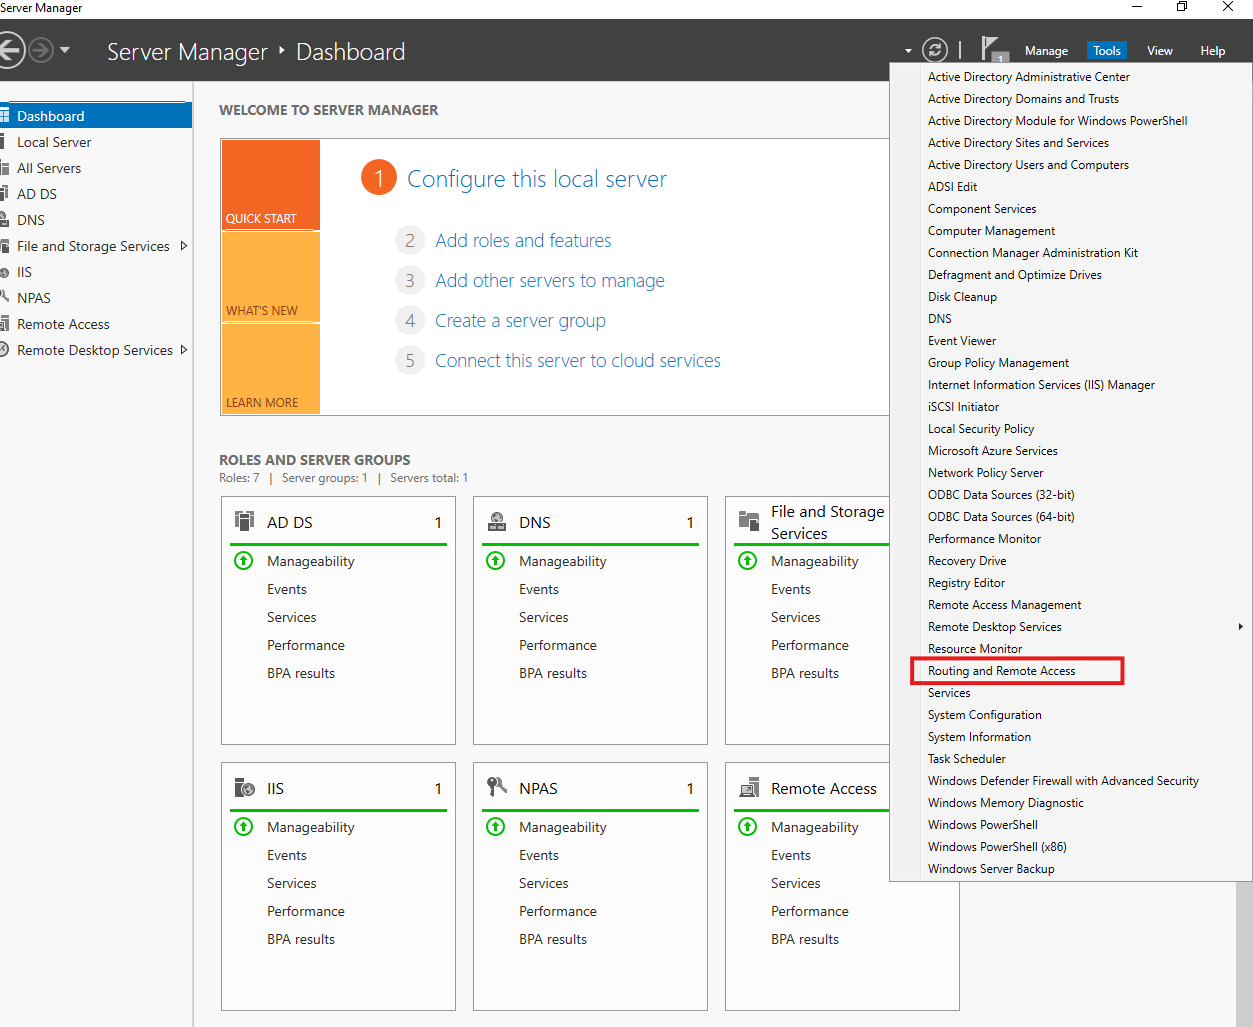 Server Manager
Server Manager ‣ Dashboard
1
Manage
Tools
View
Help
Dashboard
Local Server
All Servers
AD DS
DNS
File and Storage Services
IIS
NPAS
Remote Access
Remote Desktop Services
WELCOME TO SERVER MANAGER
QUICK START
WHAT'S NEW
LEARN MORE
1 Configure this local server
2 Add roles and features
3 Add other servers to manage
4 Create a server group
5 Connect this server to cloud services
ROLES AND SERVER GROUPS
Roles: 7 | Server groups: 1 | Servers total: 1
AD DS 1
Manageability
Events
Services
Performance
BPA results
DNS 1
Manageability
Events
Services
Performance
BPA results
File and Storage
Services
Manageability
Events
Services
Performance
BPA results
IIS 1
Manageability
Events
Services
Performance
BPA results
NPAS 1
Manageability
Events
Services
Performance
BPA results
Remote Access
Manageability
Events
Services
Performance
BPA results
Active Directory Administrative Center
Active Directory Domains and Trusts
Active Directory Module for Windows PowerShell
Active Directory Sites and Services
Active Directory Users and Computers
ADSI Edit
Component Services
Computer Management
Connection Manager Administration Kit
Defragment and Optimize Drives
Disk Cleanup
DNS
Event Viewer
Group Policy Management
Internet Information Services (IIS) Manager
iSCSI Initiator
Local Security Policy
Microsoft Azure Services
Network Policy Server
ODBC Data Sources (32-bit)
ODBC Data Sources (64-bit)
Performance Monitor
Recovery Drive
Registry Editor
Remote Access Management
Remote Desktop Services
Resource Monitor
Routing and Remote Access
Services
System Configuration
System Information
Task Scheduler
Windows Defender Firewall with Advanced Security
Windows Memory Diagnostic
Windows PowerShell
Windows PowerShell (x86)
Windows Server Backup